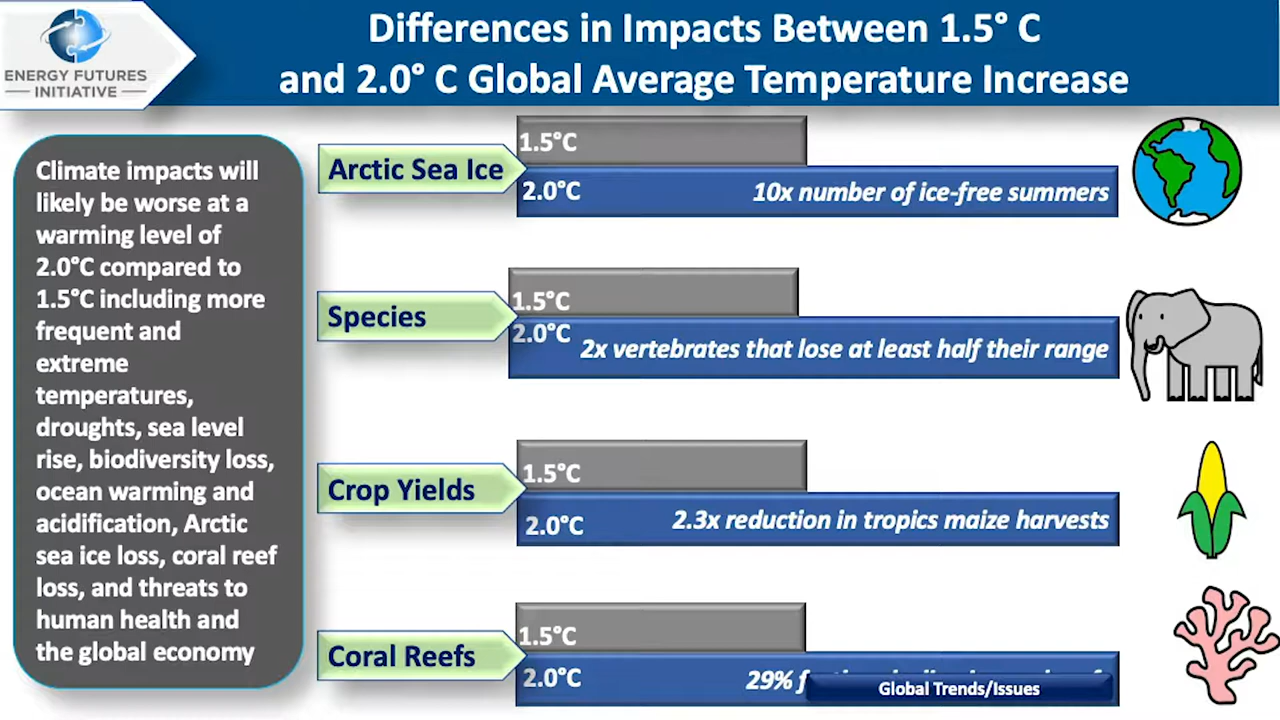 ENERGY FUTURES
INITIATIVE
Differences in Impacts Between 1.5° C
and 2.0° C Global Average Temperature Increase
Climate impacts will
likely be worse at a
warming level of
2.0°C compared to
1.5°C including more
frequent and
extreme
temperatures,
droughts, sea level
rise, biodiversity loss,
ocean warming and
acidification, Arctic
sea ice loss, coral reef
loss, and threats to
human health and
the global economy
Arctic Sea Ice
1.5°C
2.0°C
10x number of ice-free summers
Species
1.5°C
2.0°C
2x vertebrates that lose at least half their range
Crop Yields
1.5°C
2.0°C
2.3x reduction in tropics maize harvests
Coral Reefs
1.5°C
2.0°C
29%
Global Trends/Issues